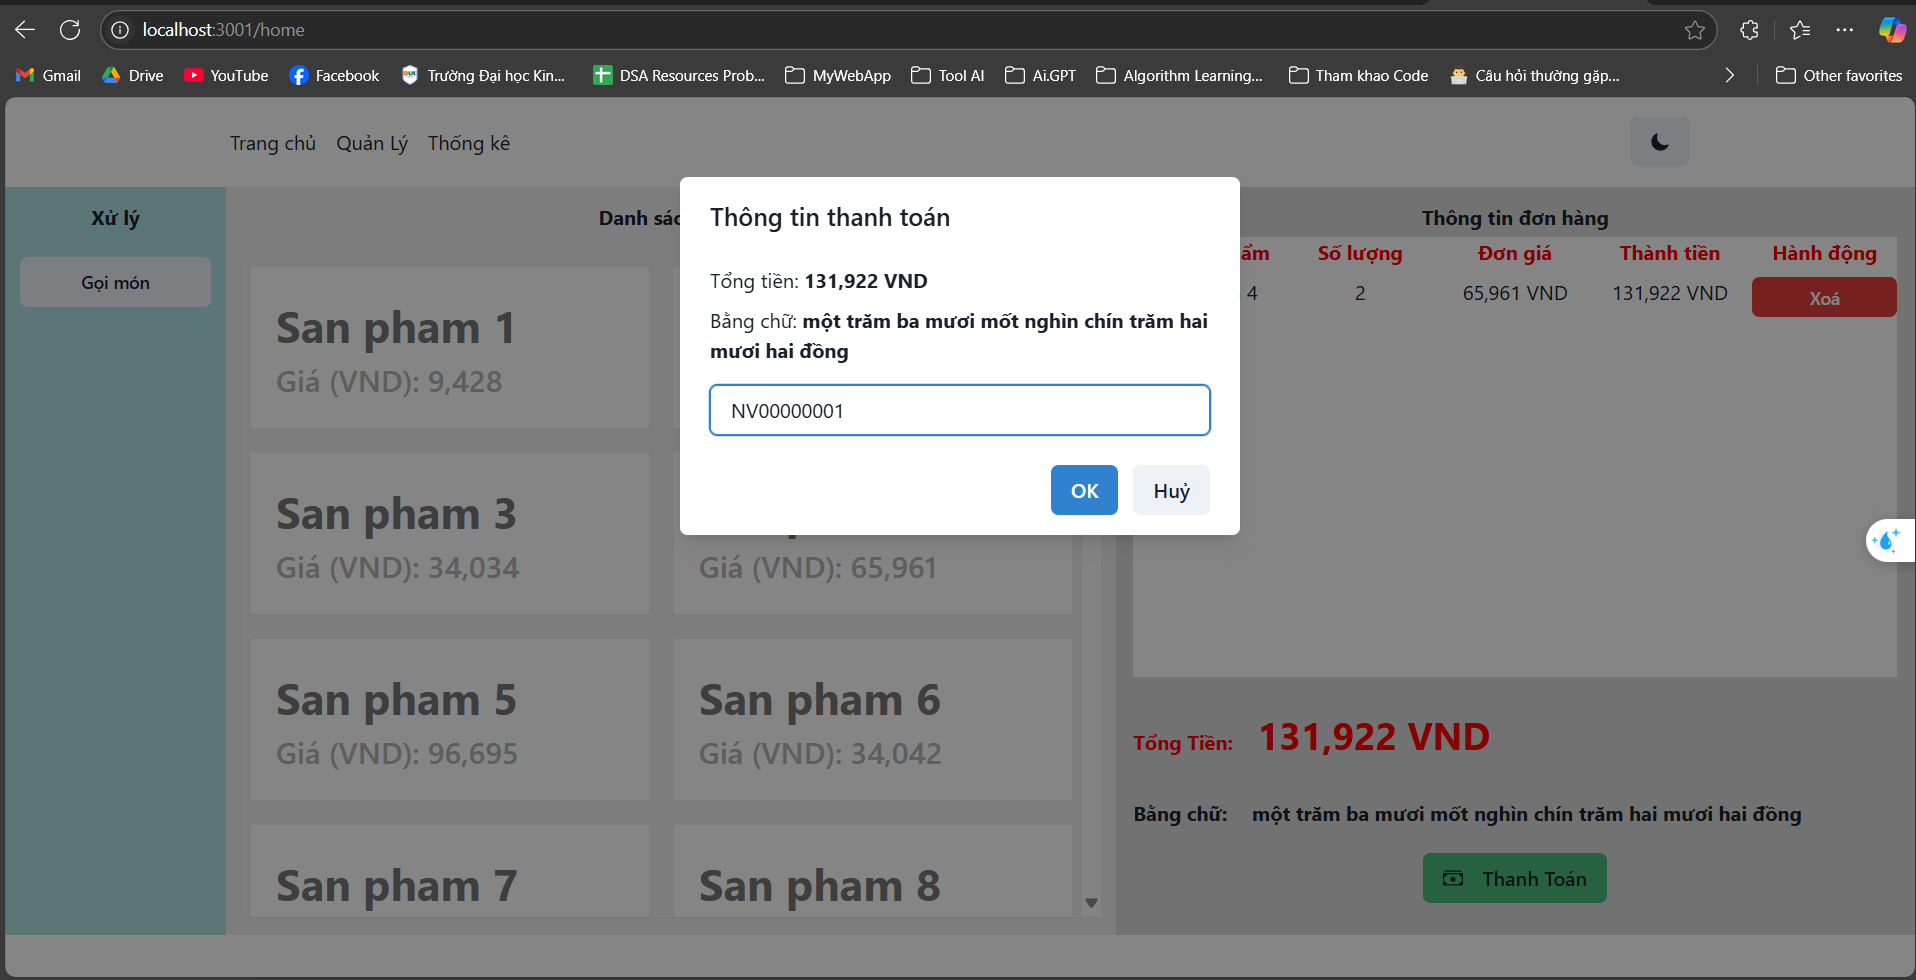 localhost:3001/home
Gmail
Drive
YouTube
Facebook
Trường Đại học Kin...
DSA Resources Prob...
MyWebApp
Tool AI
Ai.GPT
Algorithm Learning...
Tham khao Code
Câu hỏi thường gặp...
Other favorites
Trang chủ Quản Lý Thống kê
Xử lý
Gọi món
Danh sác
San pham 1
Giá (VND): 9,428
San pham 3
Giá (VND): 34,034
Giá (VND): 65,961
San pham 5
Giá (VND): 96,695
San pham 6
Giá (VND): 34,042
San pham 7
San pham 8
Thông tin thanh toán
Tổng tiền: 131,922 VND
Bằng chữ: một trăm ba mươi mốt nghìn chín trăm hai
mươi hai đồng
NV00000001
OK
Huỷ
Thông tin đơn hàng
ẩm Số lượng Đơn giá Thành tiền Hành động
4 2 65,961 VND 131,922 VND Xoá
Tổng Tiền: 131,922 VND
Bằng chữ: một trăm ba mươi mốt nghìn chín trăm hai mươi hai đồng
Thanh Toán